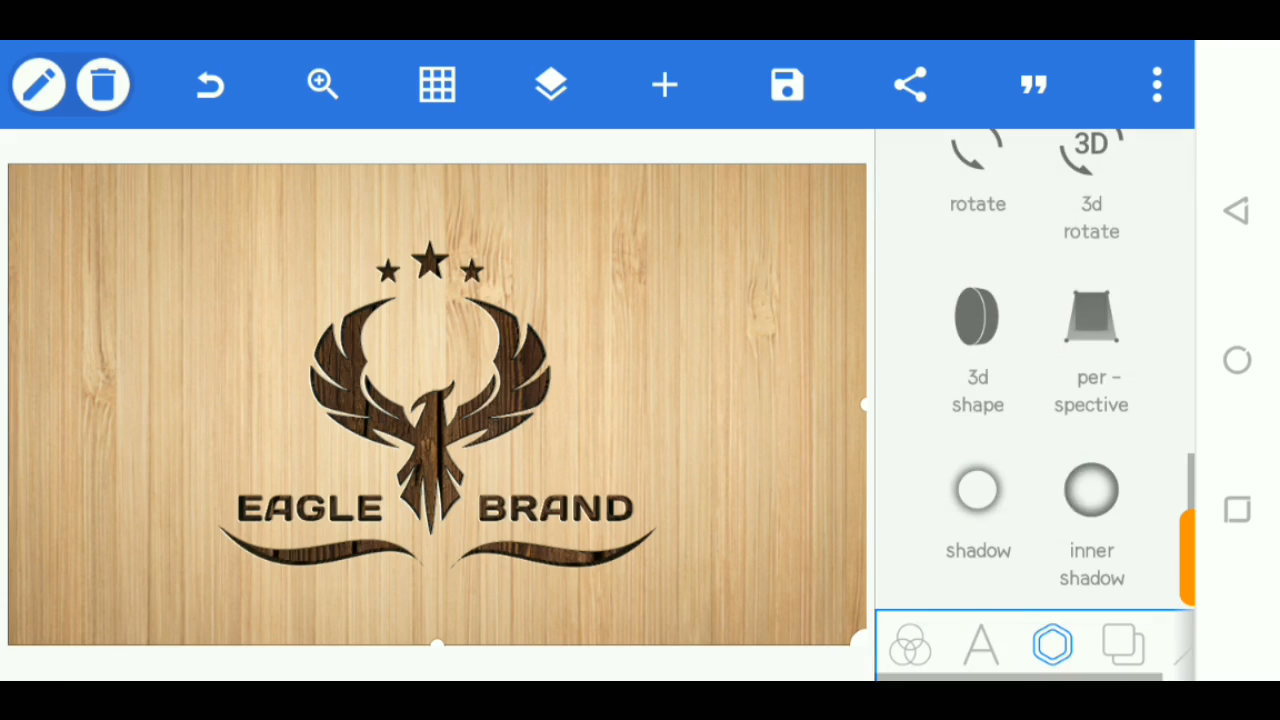 3D
rotate
3d
rotate
3d
shape
per -
spective
EAGLE BRAND
shadow
inner
shadow
A